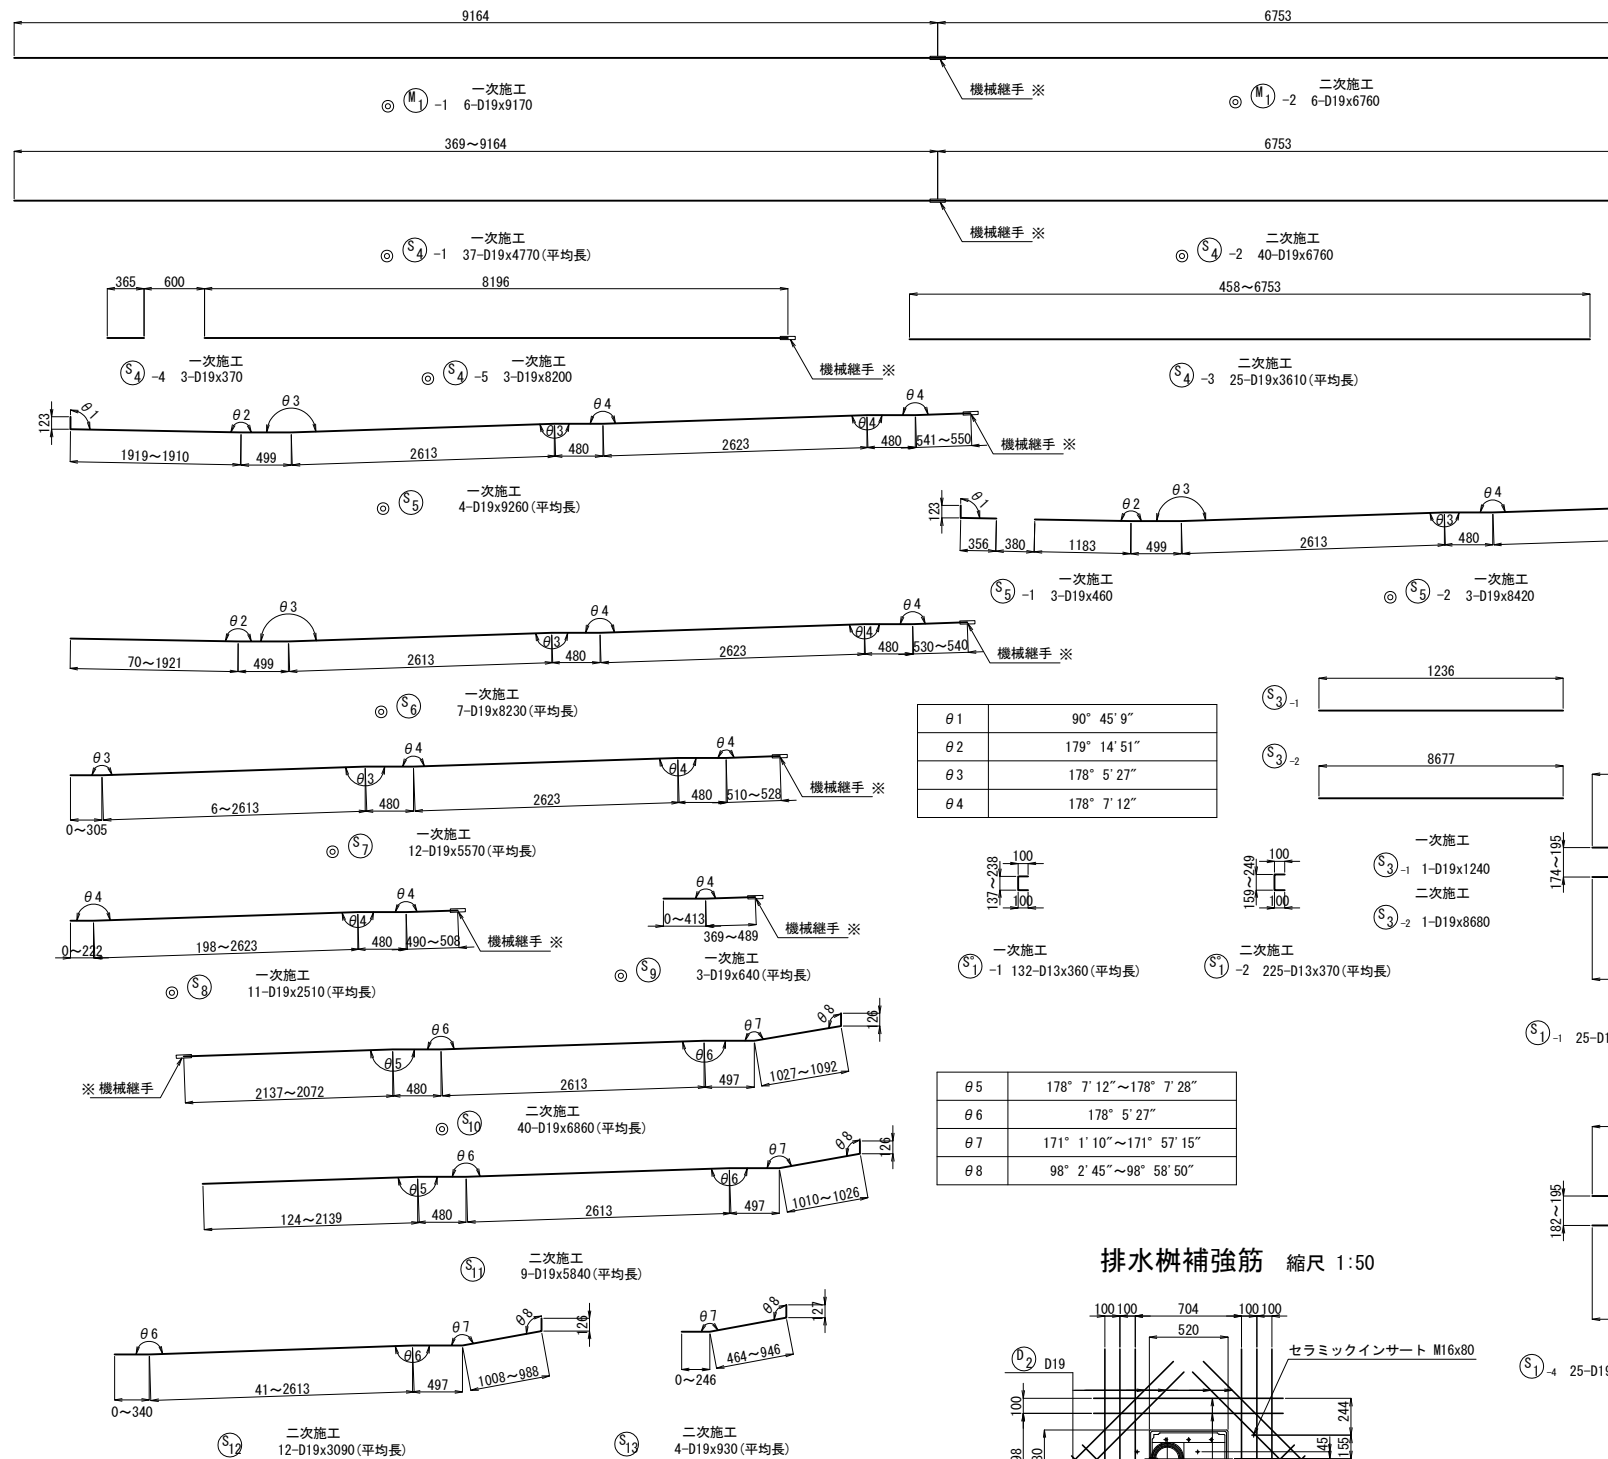 9164
6753
機械継手 ※
一次施工
◎ M1 -1 6-D19x9170
二次施工
◎ M1 -2 6-D19x6760
369～9164
6753
機械継手 ※
一次施工
◎ S4 -1 37-D19x4770(平均長)
二次施工
◎ S4 -2 40-D19x6760
365
600
8196
機械継手 ※
一次施工
S4 -4 3-D19x370
一次施工
◎ S4 -5 3-D19x8200
458～6753
二次施工
S4 -3 25-D19x3610(平均長)
123
θ1
θ2
θ3
θ3
θ4
θ4
θ4
1919～1910
499
2613
480
2623
480
541～550
機械継手 ※
一次施工
◎ S5 4-D19x9260(平均長)
123
θ1
θ2
θ3
θ3
θ4
356
380
1183
499
2613
480
一次施工
S5 -1 3-D19x460
一次施工
◎ S5 -2 3-D19x8420
θ2
θ3
θ3
θ4
θ4
θ4
70～1921
499
2613
480
2623
480
530～540
機械継手 ※
一次施工
◎ S6 7-D19x8230(平均長)
θ1 90° 45′ 9″
θ2 179° 14′ 51″
θ3 178° 5′ 27″
θ4 178° 7′ 12″
S3 -1
1236
S3 -2
8677
一次施工
S3 -1 1-D19x1240
二次施工
S3 -2 1-D19x8680
θ3
θ3
θ4
θ4
θ4
0～305
6～2613
480
2623
480
510～528
機械継手 ※
一次施工
◎ S7 12-D19x5570(平均長)
137～238
100
100
一次施工
S°1 -1 132-D13x360(平均長)
159～249
100
100
二次施工
S°1 -2 225-D13x370(平均長)
174～195
θ4
θ4
θ4
0～222
198～2623
480
490～508
機械継手 ※
一次施工
◎ S8 11-D19x2510(平均長)
θ4
0～413
369～489
機械継手 ※
一次施工
◎ S9 3-D19x640(平均長)
S1 -1 25-D1
θ5
θ6
θ6
θ7
θ8
126
※ 機械継手
2137～2072
480
2613
497
1027～1092
二次施工
◎ S10 40-D19x6860(平均長)
θ5 178° 7′ 12″～178° 7′ 28″
θ6 178° 5′ 27″
θ7 171° 1′ 10″～171° 57′ 15″
θ8 98° 2′ 45″～98° 58′ 50″
θ5
θ6
θ6
θ7
θ8
126
124～2139
480
2613
497
1010～1026
二次施工
S11 9-D19x5840(平均長)
182～195
排水桝補強筋 縮尺 1:50
θ6
θ6
θ7
θ8
126
0～340
41～2613
497
1008～988
二次施工
S12 12-D19x3090(平均長)
θ7
θ8
127
0～246
464～946
二次施工
S13 4-D19x930(平均長)
100 100 704 100 100
520
セラミックインサート M16x80
D2 D19
100
244
155
45
S1 -4 25-D19